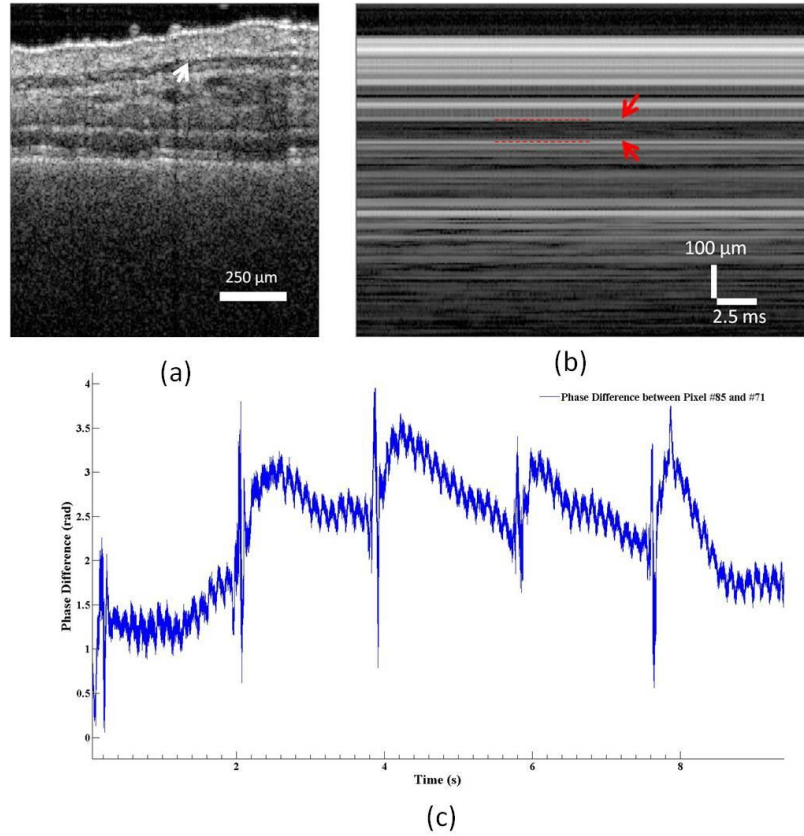 250 µm
100 µm
2.5 ms
(a)
(b)
Phase Difference between Pixel #85 and #71
Phase Difference (rad)
4
3.5
3
2.5
2
1.5
1
0.5
0
2
4
6
8
Time (s)
(c)